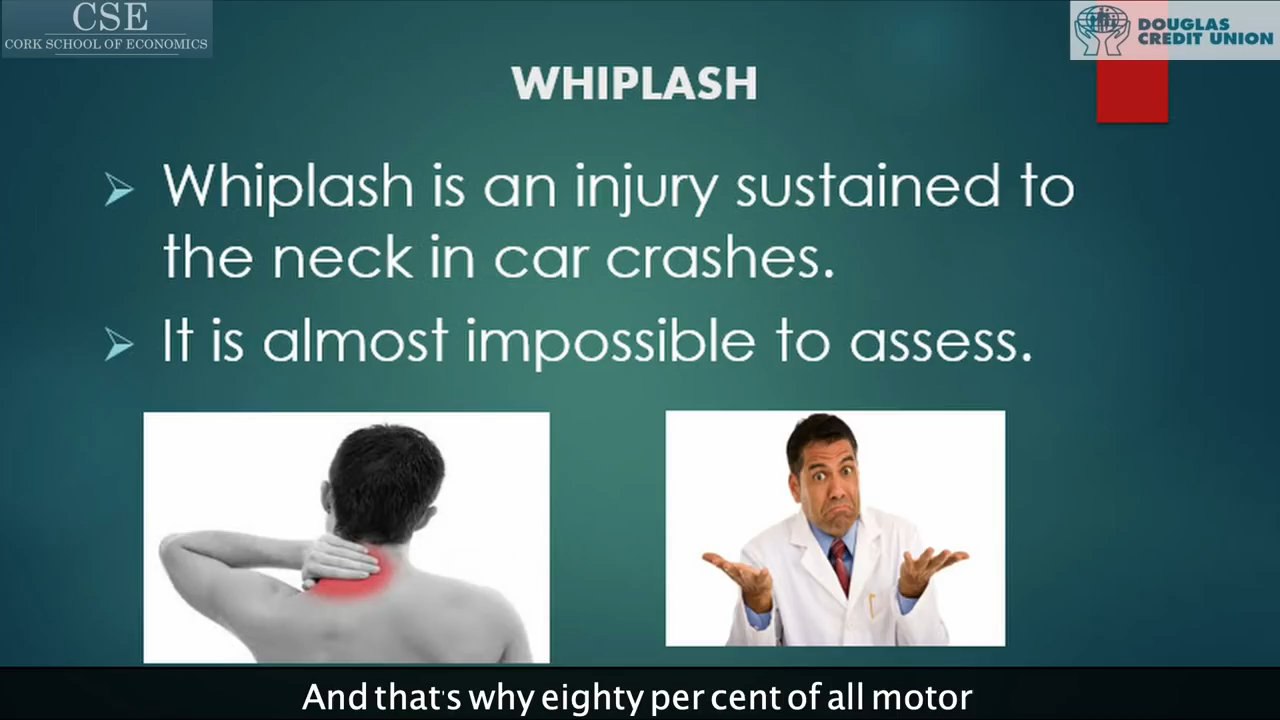 CSE
CORK SCHOOL OF ECONOMICS
DOUGLAS
CREDIT UNION
WHIPLASH
Whiplash is an injury sustained to
the neck in car crashes.
It is almost impossible to assess.
And that's why eighty per cent of all motor